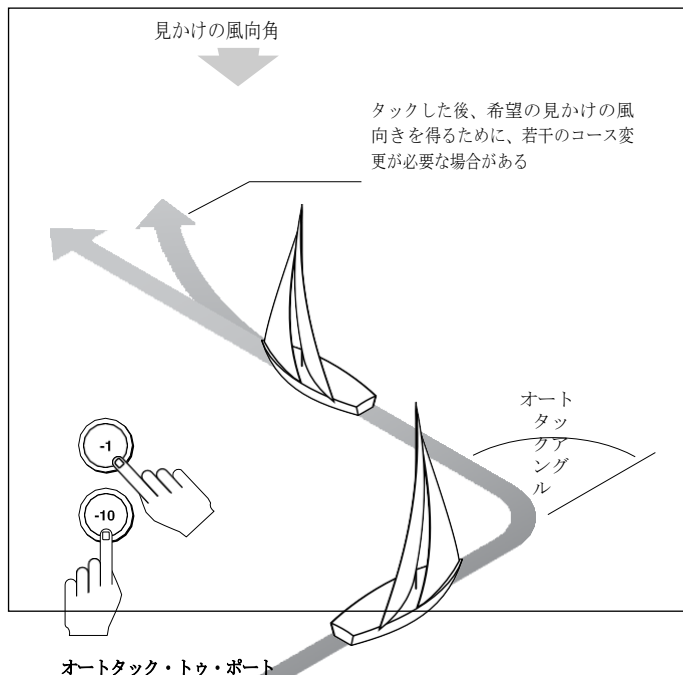 見かけの風向角
タックした後、希望の見かけの風
向きを得るために、若干のコース変
更が必要な場合がある
オート
タッ
クア
ング
ル
-1
-10
オートタック・トゥ・ポート